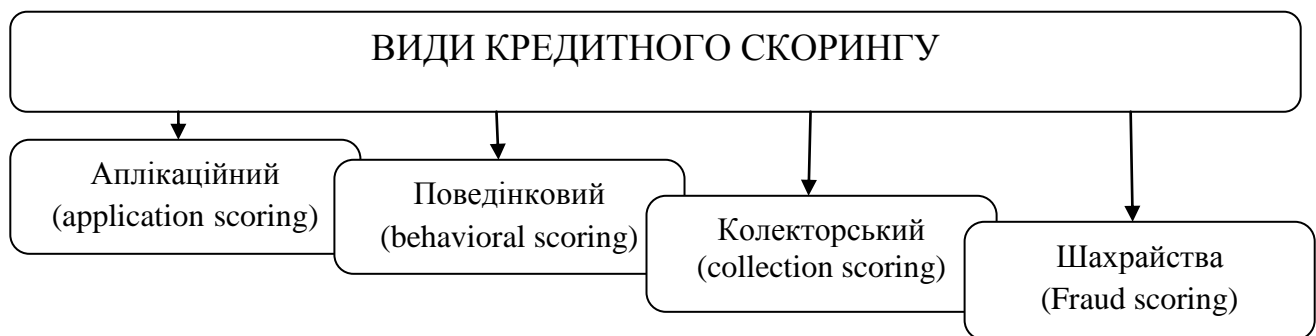 ВИДИ КРЕДИТНОГО СКОРИНГУ
Аплікаційний
(application scoring)
Поведінковий
(behavioral scoring)
Колекторський
(collection scoring)
Шахрайства
(Fraud scoring)